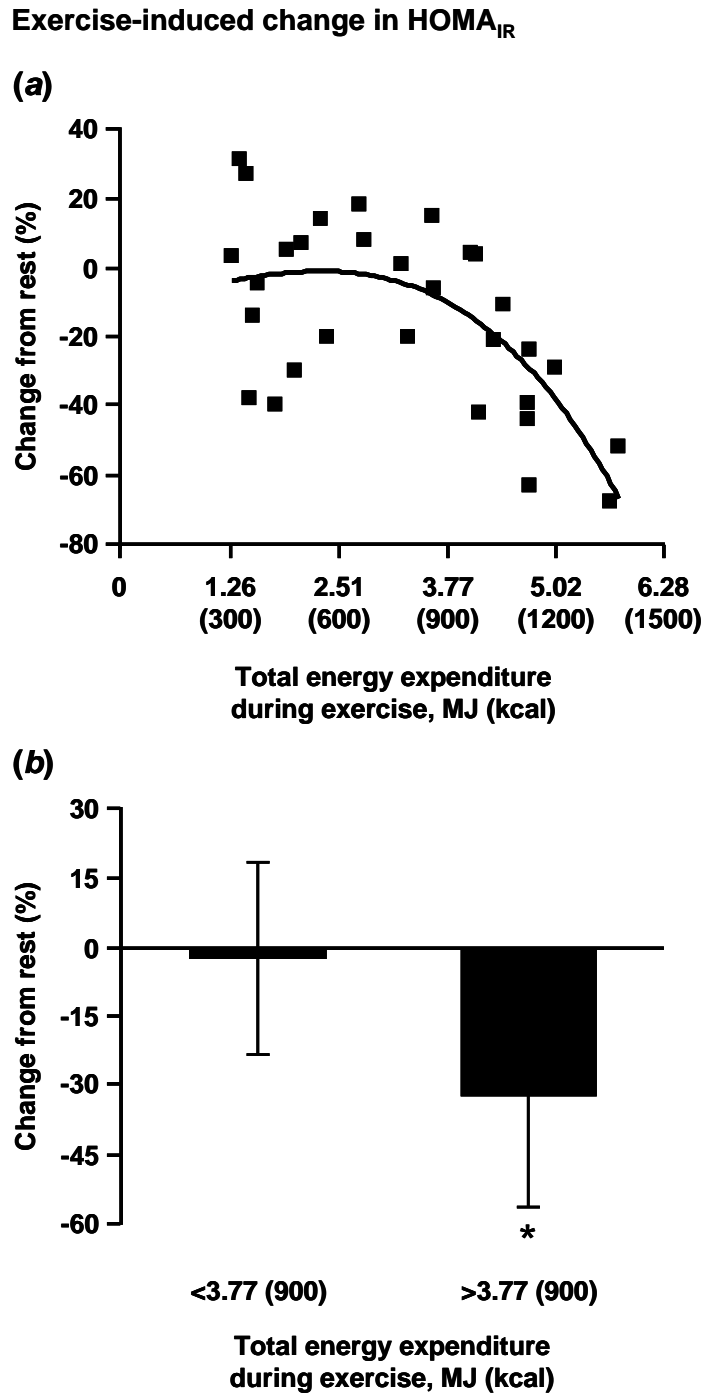 Exercise-induced change in HOMAIR
(a)
40
20
0
-20
-40
-60
-80
Change from rest (%)
0 1.26 2.51 3.77 5.02 6.28
(300) (600) (900) (1200) (1500)
Total energy expenditure
during exercise, MJ (kcal)
(b)
30
15
0
-15
-30
-45
-60
Change from rest (%)
*
<3.77 (900) >3.77 (900)
Total energy expenditure
during exercise, MJ (kcal)